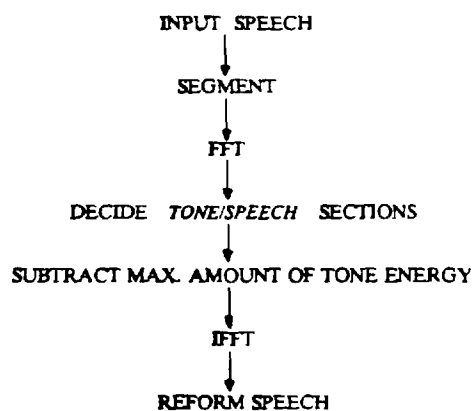 INPUT SPEECH
SEGMENT
FFT
DECIDE TONE/SPEECH SECTIONS
SUBTRACT MAX. AMOUNT OF TONE ENERGY
IFFT
REFORM SPEECH